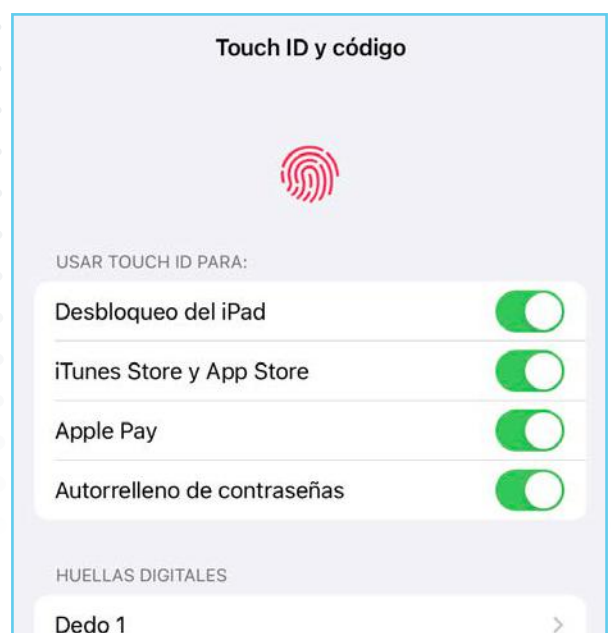 Touch ID y código
USAR TOUCH ID PARA:
Desbloqueo del iPad
iTunes Store y App Store
Apple Pay
Autorrelleno de contraseñas
HUELLAS DIGITALES
Dedo 1